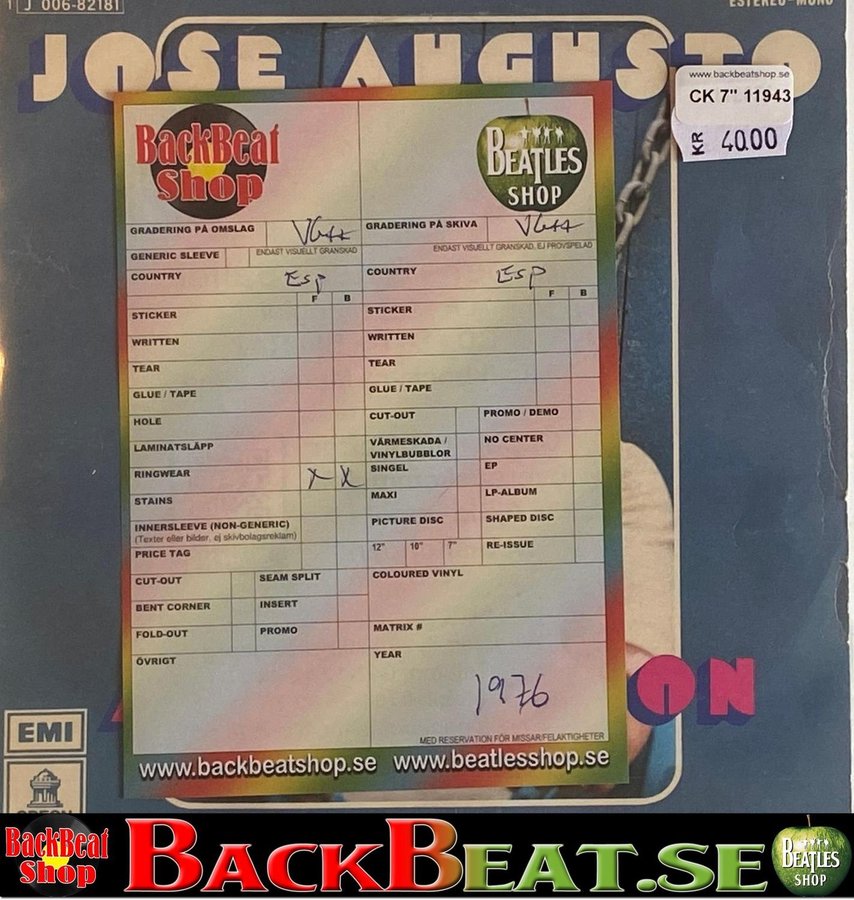 1 J 006-82181
ESTEREO-MONO
JOSE AUGUSTO
www.backbeatshop.se
CK 7" 11943
KR 40.00
BackBeat
Shop
BEATLES
SHOP
GRADERING PÅ OMSLAG VG++
GRADERING PÅ SKIVA VG++
GENERIC SLEEVE
ENDAST VISUELLT GRANSKAD
ENDAST VISUELLT GRANSKAD, EJ PROVSPELAD
COUNTRY Esp
COUNTRY Esp
F B
F B
STICKER
STICKER
WRITTEN
WRITTEN
TEAR
TEAR
GLUE / TAPE
GLUE / TAPE
HOLE
CUT-OUT
PROMO / DEMO
LAMINATSLÄPP
VÄRMESKADA /
VINYLBUBBLOR
NO CENTER
RINGWEAR X X
SINGEL
EP
STAINS
MAXI
LP-ALBUM
INNERSLEEVE (NON-GENERIC)
(Texter eller bilder, ej skivbolagsreklam)
PICTURE DISC
SHAPED DISC
PRICE TAG
12" 10" 7"
RE-ISSUE
CUT-OUT
SEAM SPLIT
COLOURED VINYL
BENT CORNER
INSERT
FOLD-OUT
PROMO
MATRIX #
ÖVRIGT
YEAR
1976
ON
EMI
MED RESERVATION FÖR MISSAR/FELAKTIGHETER
www.backbeatshop.se www.beatlesshop.se
BackBeat
Shop
BACKBEAT.SE
BEATLES
SHOP